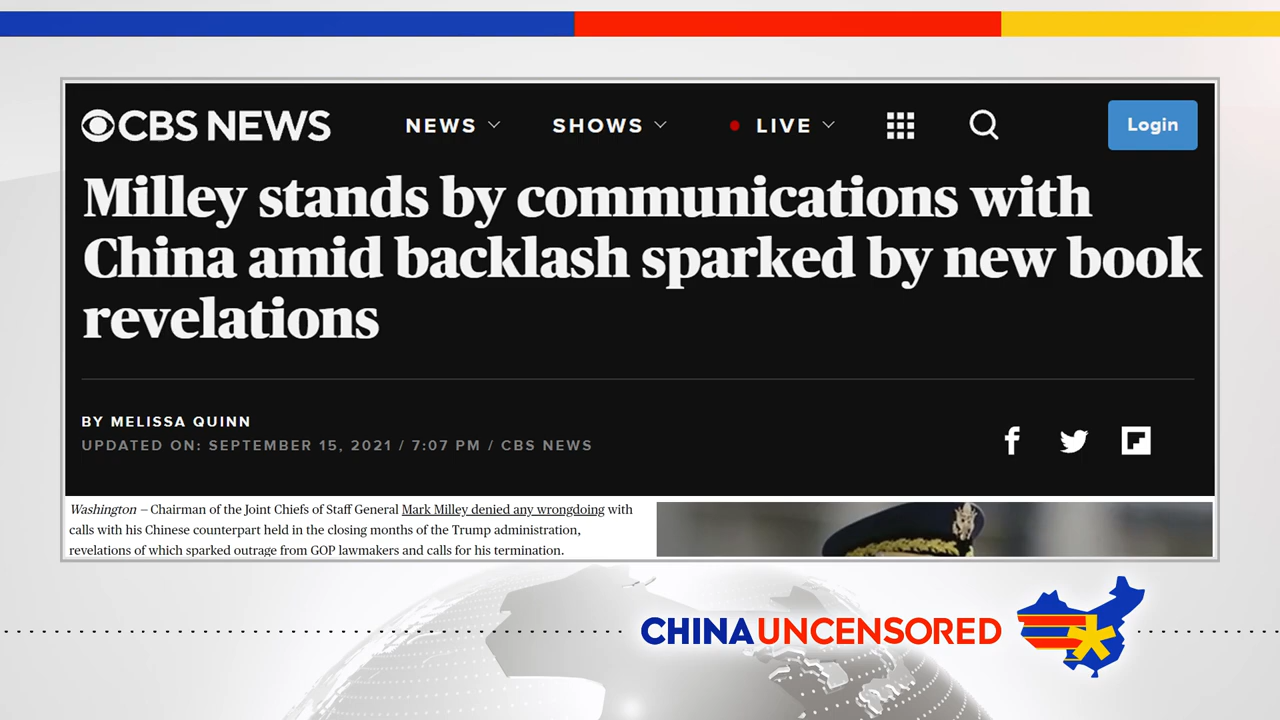 CBS NEWS
NEWS
SHOWS
LIVE
Login
Milley stands by communications with
China amid backlash sparked by new book
revelations
BY MELISSA QUINN
UPDATED ON: SEPTEMBER 15, 2021 / 7:07 PM / CBS NEWS
Washington — Chairman of the Joint Chiefs of Staff General Mark Milley denied any wrongdoing with
calls with his Chinese counterpart held in the closing months of the Trump administration,
revelations of which sparked outrage from GOP lawmakers and calls for his termination.
CHINA UNCENSORED